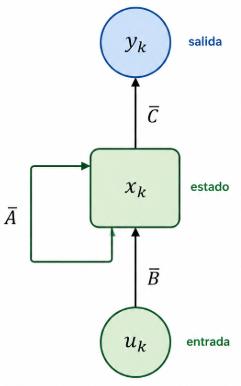 y_k salida
C̅
x_k estado
A̅
B̅
u_k entrada